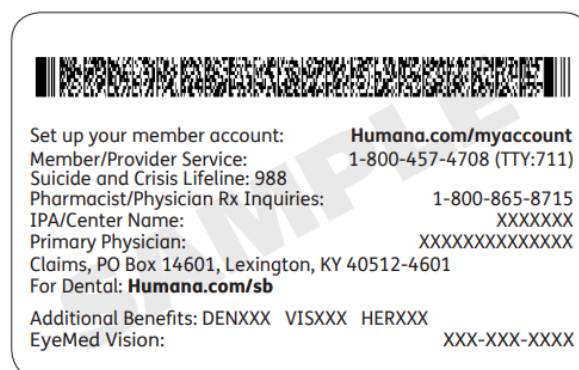 Set up your member account: Humana.com/myaccount
Member/Provider Service: 1-800-457-4708 (TTY:711)
Suicide and Crisis Lifeline: 988
Pharmacist/Physician Rx Inquiries: 1-800-865-8715
IPA/Center Name: XXXXXXX
Primary Physician: XXXXXXXXXXXXXX
Claims, PO Box 14601, Lexington, KY 40512-4601
For Dental: Humana.com/sb
Additional Benefits: DENXXX VISXXX HERXXX
EyeMed Vision: XXX-XXX-XXXX
SAMPLE